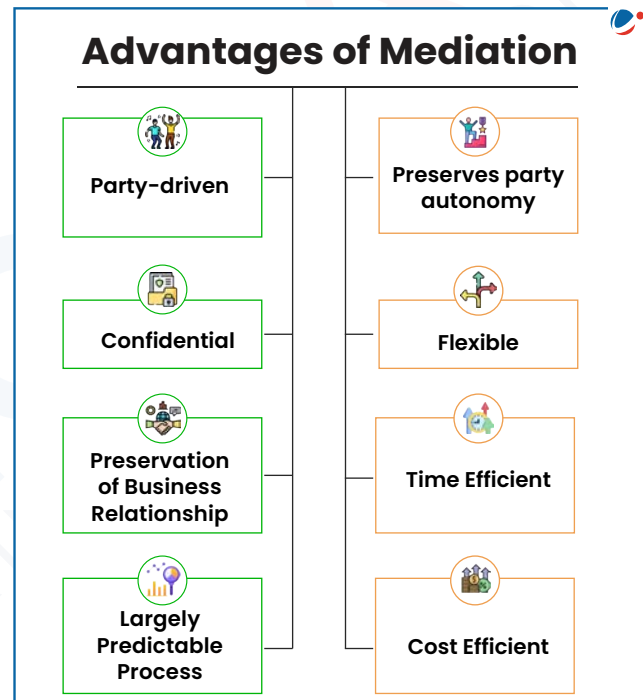 Advantages of Mediation
Party-driven
Preserves party
autonomy
Confidential
Flexible
Preservation
of Business
Relationship
Time Efficient
Largely
Predictable
Process
Cost Efficient